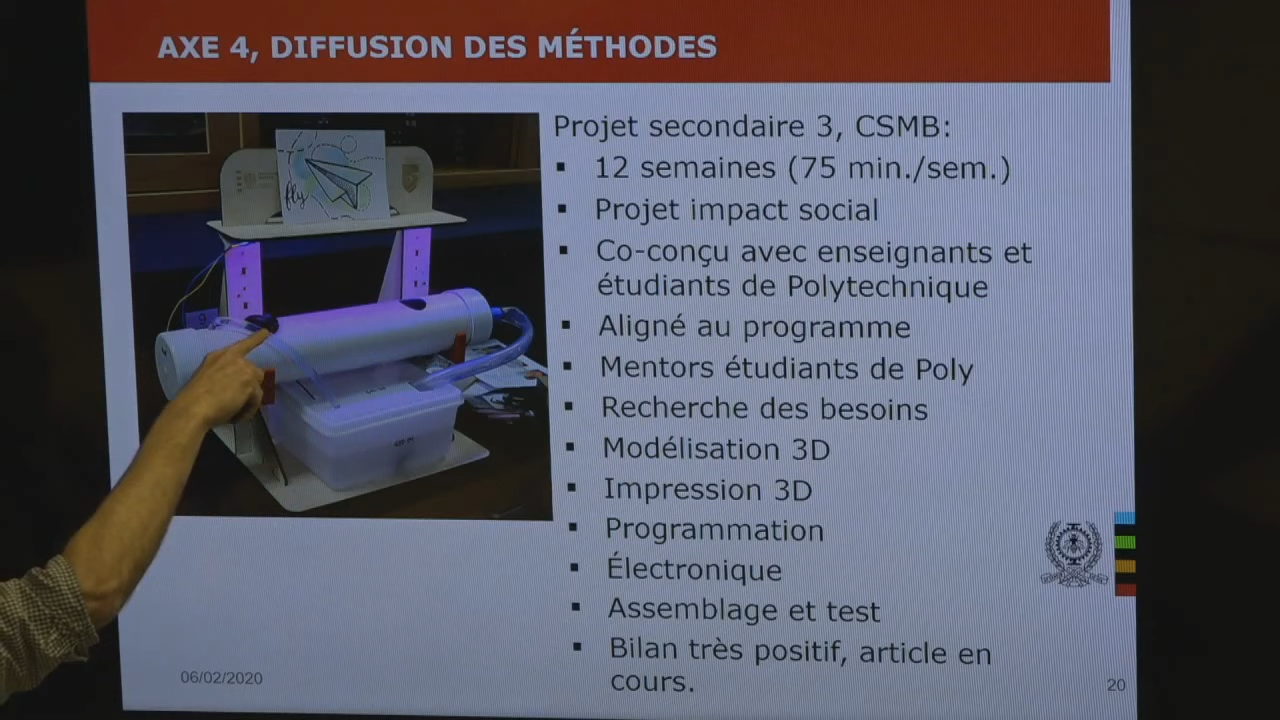 AXE 4, DIFFUSION DES MÉTHODES
fly
Projet secondaire 3, CSMB:
▪ 12 semaines (75 min./sem.)
▪ Projet impact social
▪ Co-conçu avec enseignants et
étudiants de Polytechnique
▪ Aligné au programme
▪ Mentors étudiants de Poly
▪ Recherche des besoins
▪ Modélisation 3D
▪ Impression 3D
▪ Programmation
▪ Électronique
▪ Assemblage et test
▪ Bilan très positif, article en
cours.
06/02/2020
20